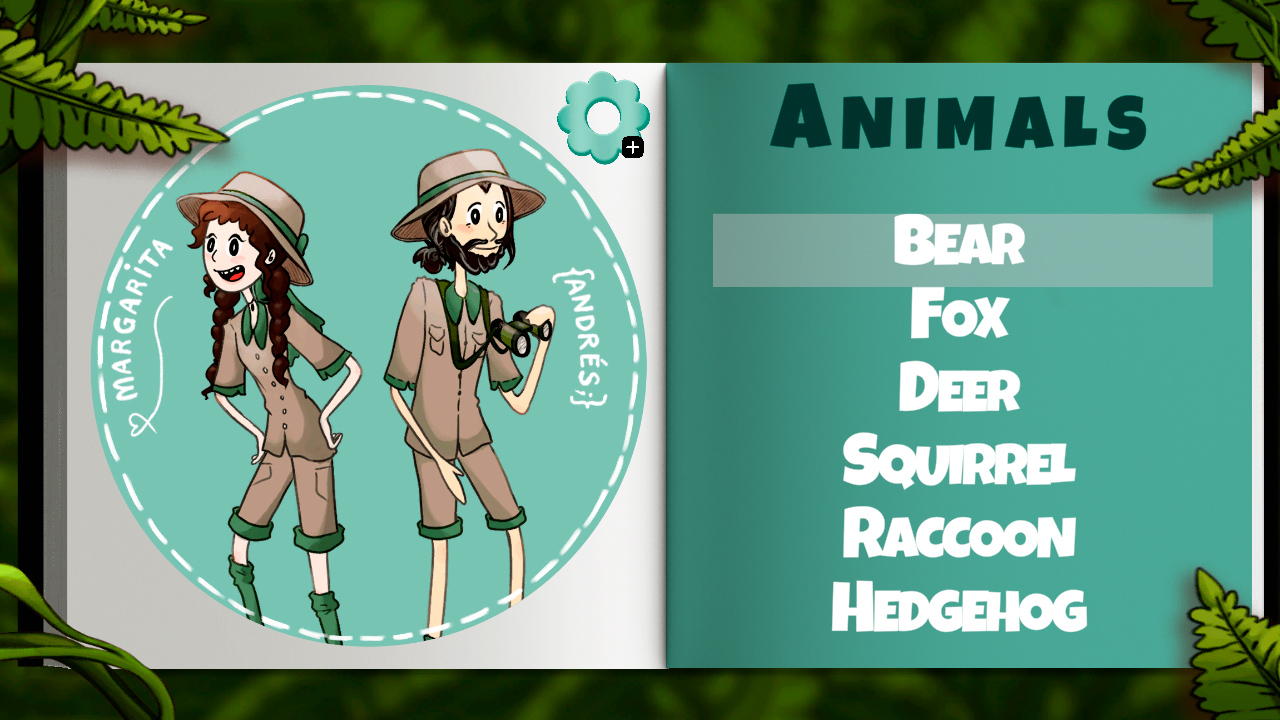 MARGARITA
{ANDRÉS;}
+
ANIMALS
BEAR
FOX
DEER
SQUIRREL
RACCOON
HEDGEHOG